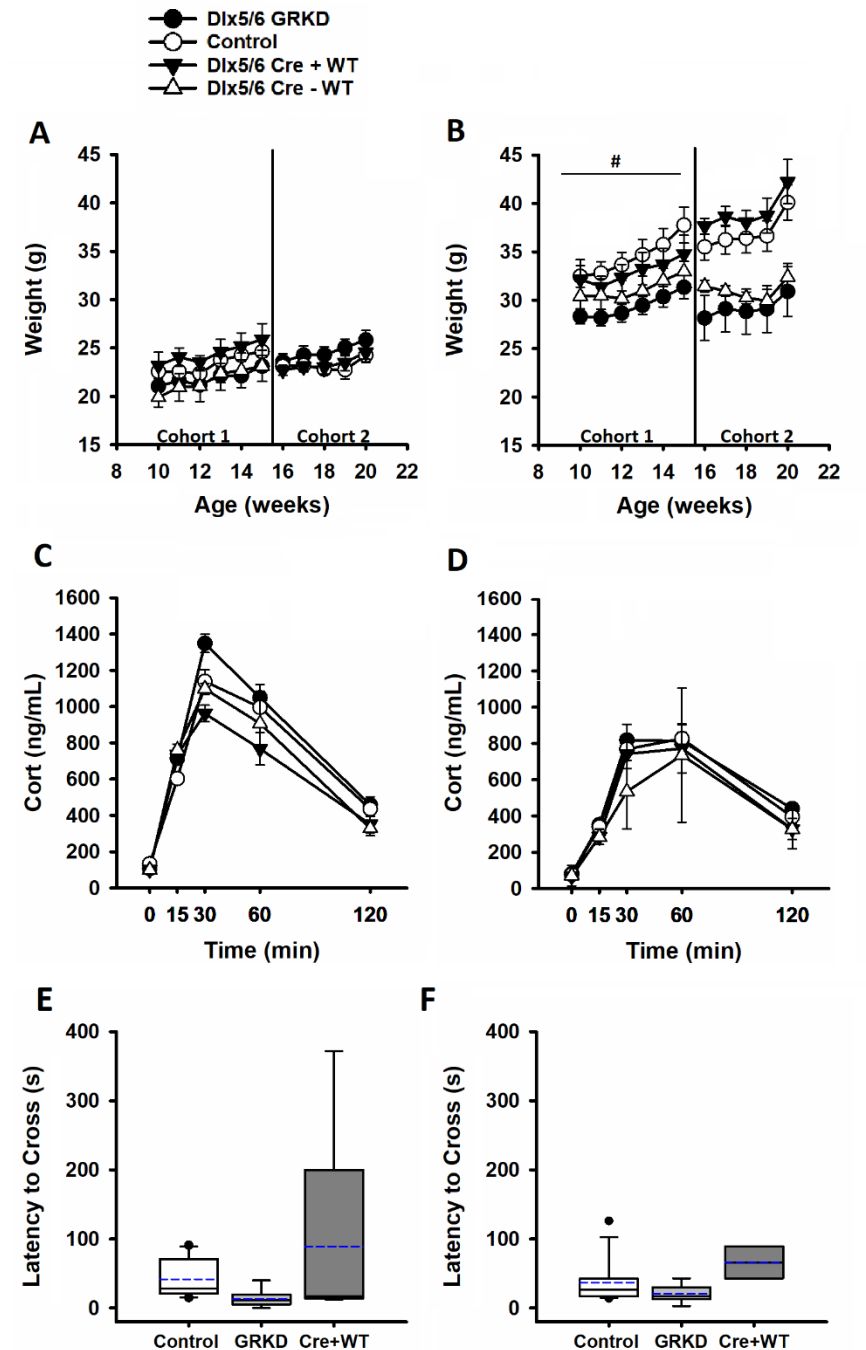 Dlx5/6 GRKD
Control
Dlx5/6 Cre + WT
Dlx5/6 Cre - WT
A
45
40
35
30
25
20
15
Weight (g)
Cohort 1
Cohort 2
8 10 12 14 16 18 20 22
Age (weeks)
B
#
45
40
35
30
25
20
15
Weight (g)
Cohort 1
Cohort 2
8 10 12 14 16 18 20 22
Age (weeks)
C
1600
1400
1200
1000
800
600
400
200
0
Cort (ng/mL)
0 15 30 60 120
Time (min)
D
1600
1400
1200
1000
800
600
400
200
0
Cort (ng/mL)
0 15 30 60 120
Time (min)
E
400
300
200
100
0
Latency to Cross (s)
Control GRKD Cre+WT
F
400
300
200
100
0
Latency to Cross (s)
Control GRKD Cre+WT